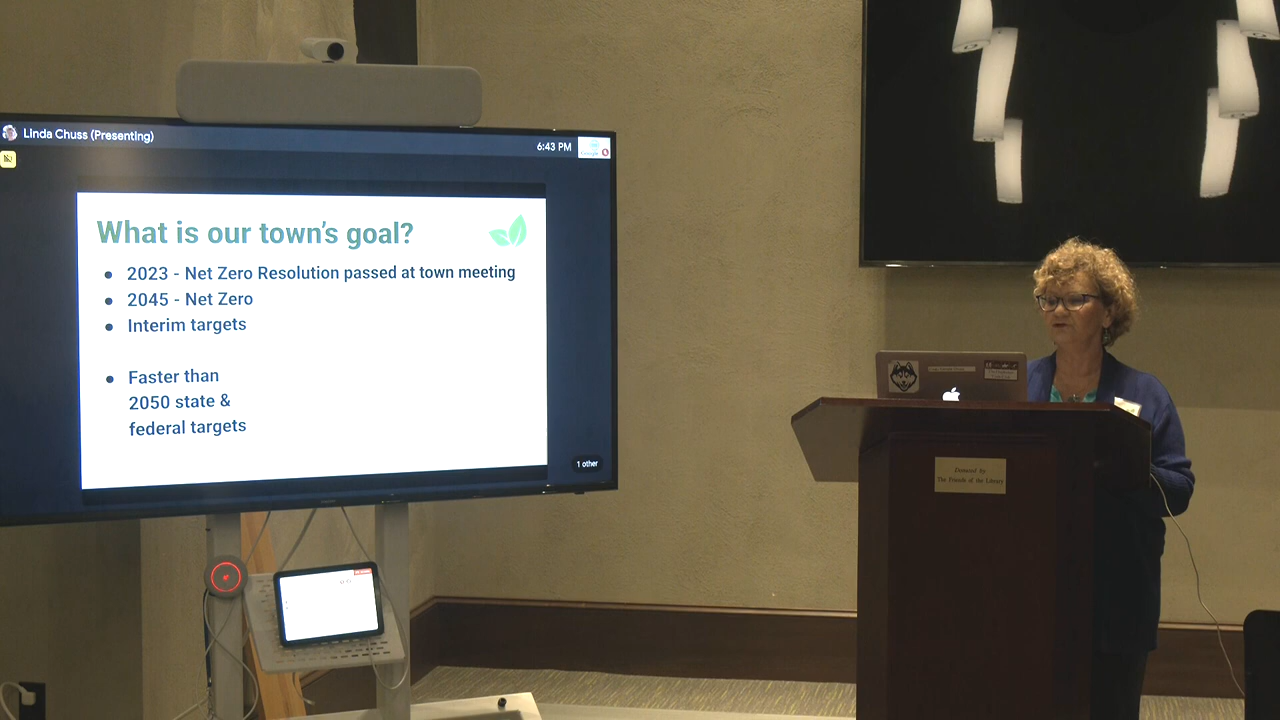 Linda Chuss (Presenting)
6:43 PM
What is our town's goal?
● 2023 - Net Zero Resolution passed at town meeting
● 2045 - Net Zero
● Interim targets
● Faster than
2050 state &
federal targets
1 other
Donated by
The Friends of the Library